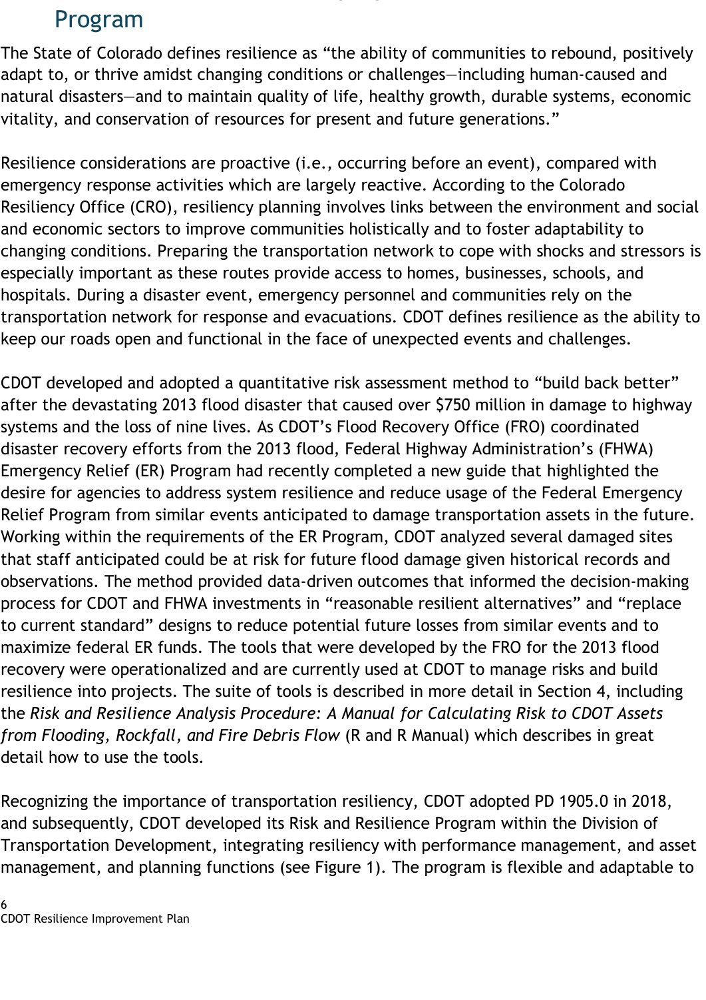 Program
The State of Colorado defines resilience as “the ability of communities to rebound, positively
adapt to, or thrive amidst changing conditions or challenges—including human-caused and
natural disasters—and to maintain quality of life, healthy growth, durable systems, economic
vitality, and conservation of resources for present and future generations.”
Resilience considerations are proactive (i.e., occurring before an event), compared with
emergency response activities which are largely reactive. According to the Colorado
Resiliency Office (CRO), resiliency planning involves links between the environment and social
and economic sectors to improve communities holistically and to foster adaptability to
changing conditions. Preparing the transportation network to cope with shocks and stressors is
especially important as these routes provide access to homes, businesses, schools, and
hospitals. During a disaster event, emergency personnel and communities rely on the
transportation network for response and evacuations. CDOT defines resilience as the ability to
keep our roads open and functional in the face of unexpected events and challenges.
CDOT developed and adopted a quantitative risk assessment method to “build back better”
after the devastating 2013 flood disaster that caused over $750 million in damage to highway
systems and the loss of nine lives. As CDOT’s Flood Recovery Office (FRO) coordinated
disaster recovery efforts from the 2013 flood, Federal Highway Administration’s (FHWA)
Emergency Relief (ER) Program had recently completed a new guide that highlighted the
desire for agencies to address system resilience and reduce usage of the Federal Emergency
Relief Program from similar events anticipated to damage transportation assets in the future.
Working within the requirements of the ER Program, CDOT analyzed several damaged sites
that staff anticipated could be at risk for future flood damage given historical records and
observations. The method provided data-driven outcomes that informed the decision-making
process for CDOT and FHWA investments in “reasonable resilient alternatives” and “replace
to current standard” designs to reduce potential future losses from similar events and to
maximize federal ER funds. The tools that were developed by the FRO for the 2013 flood
recovery were operationalized and are currently used at CDOT to manage risks and build
resilience into projects. The suite of tools is described in more detail in Section 4, including
the Risk and Resilience Analysis Procedure: A Manual for Calculating Risk to CDOT Assets
from Flooding, Rockfall, and Fire Debris Flow (R and R Manual) which describes in great
detail how to use the tools.
Recognizing the importance of transportation resiliency, CDOT adopted PD 1905.0 in 2018,
and subsequently, CDOT developed its Risk and Resilience Program within the Division of
Transportation Development, integrating resiliency with performance management, and asset
management, and planning functions (see Figure 1). The program is flexible and adaptable to
6
CDOT Resilience Improvement Plan